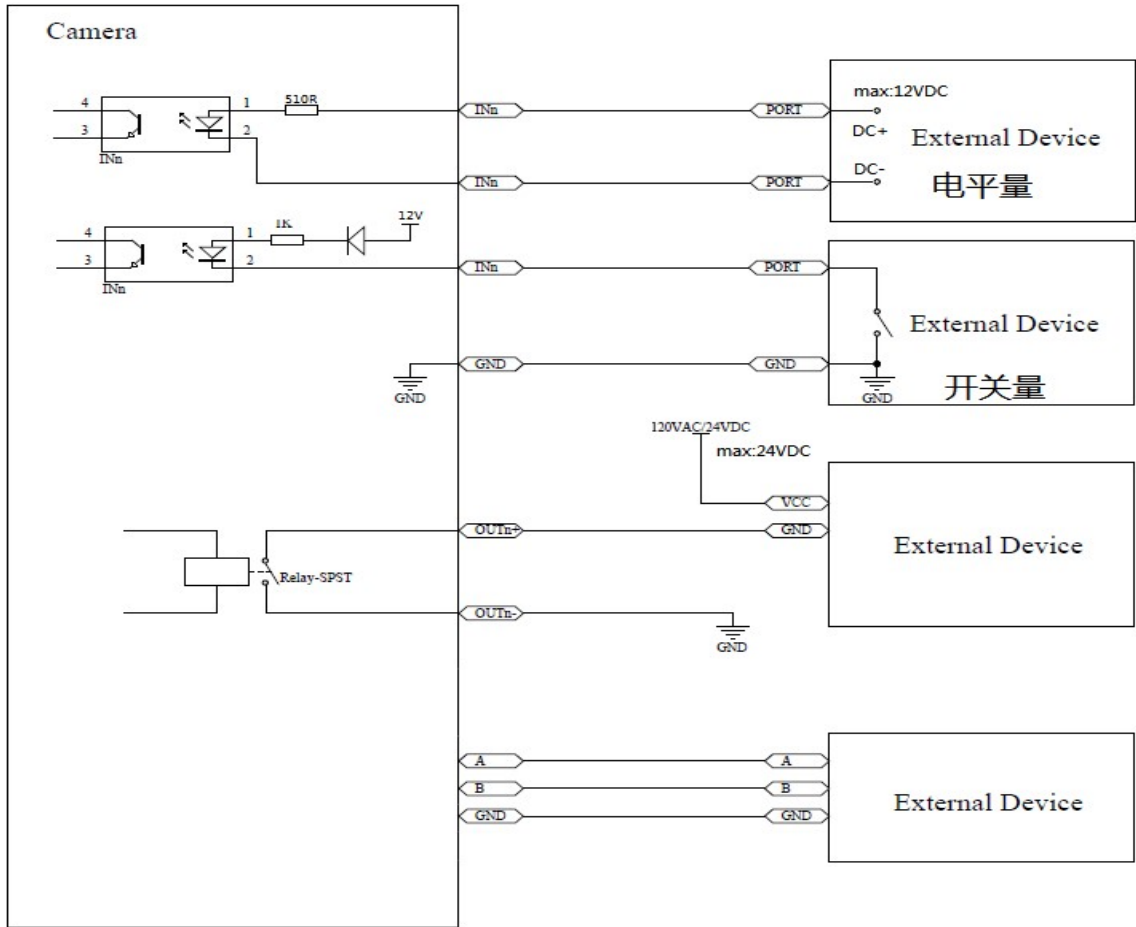 Camera
4
3
1
2
510R
INn
INn
PORT
max:12VDC
DC+
External Device
INn
PORT
DC-
电平量
4
3
1
2
1K
12V
INn
INn
PORT
External Device
GND
GND
GND
GND
开关量
120VAC/24VDC
max:24VDC
VCC
OUTn+
GND
External Device
Relay-SPST
OUTn-
GND
A
A
B
B
GND
GND
External Device